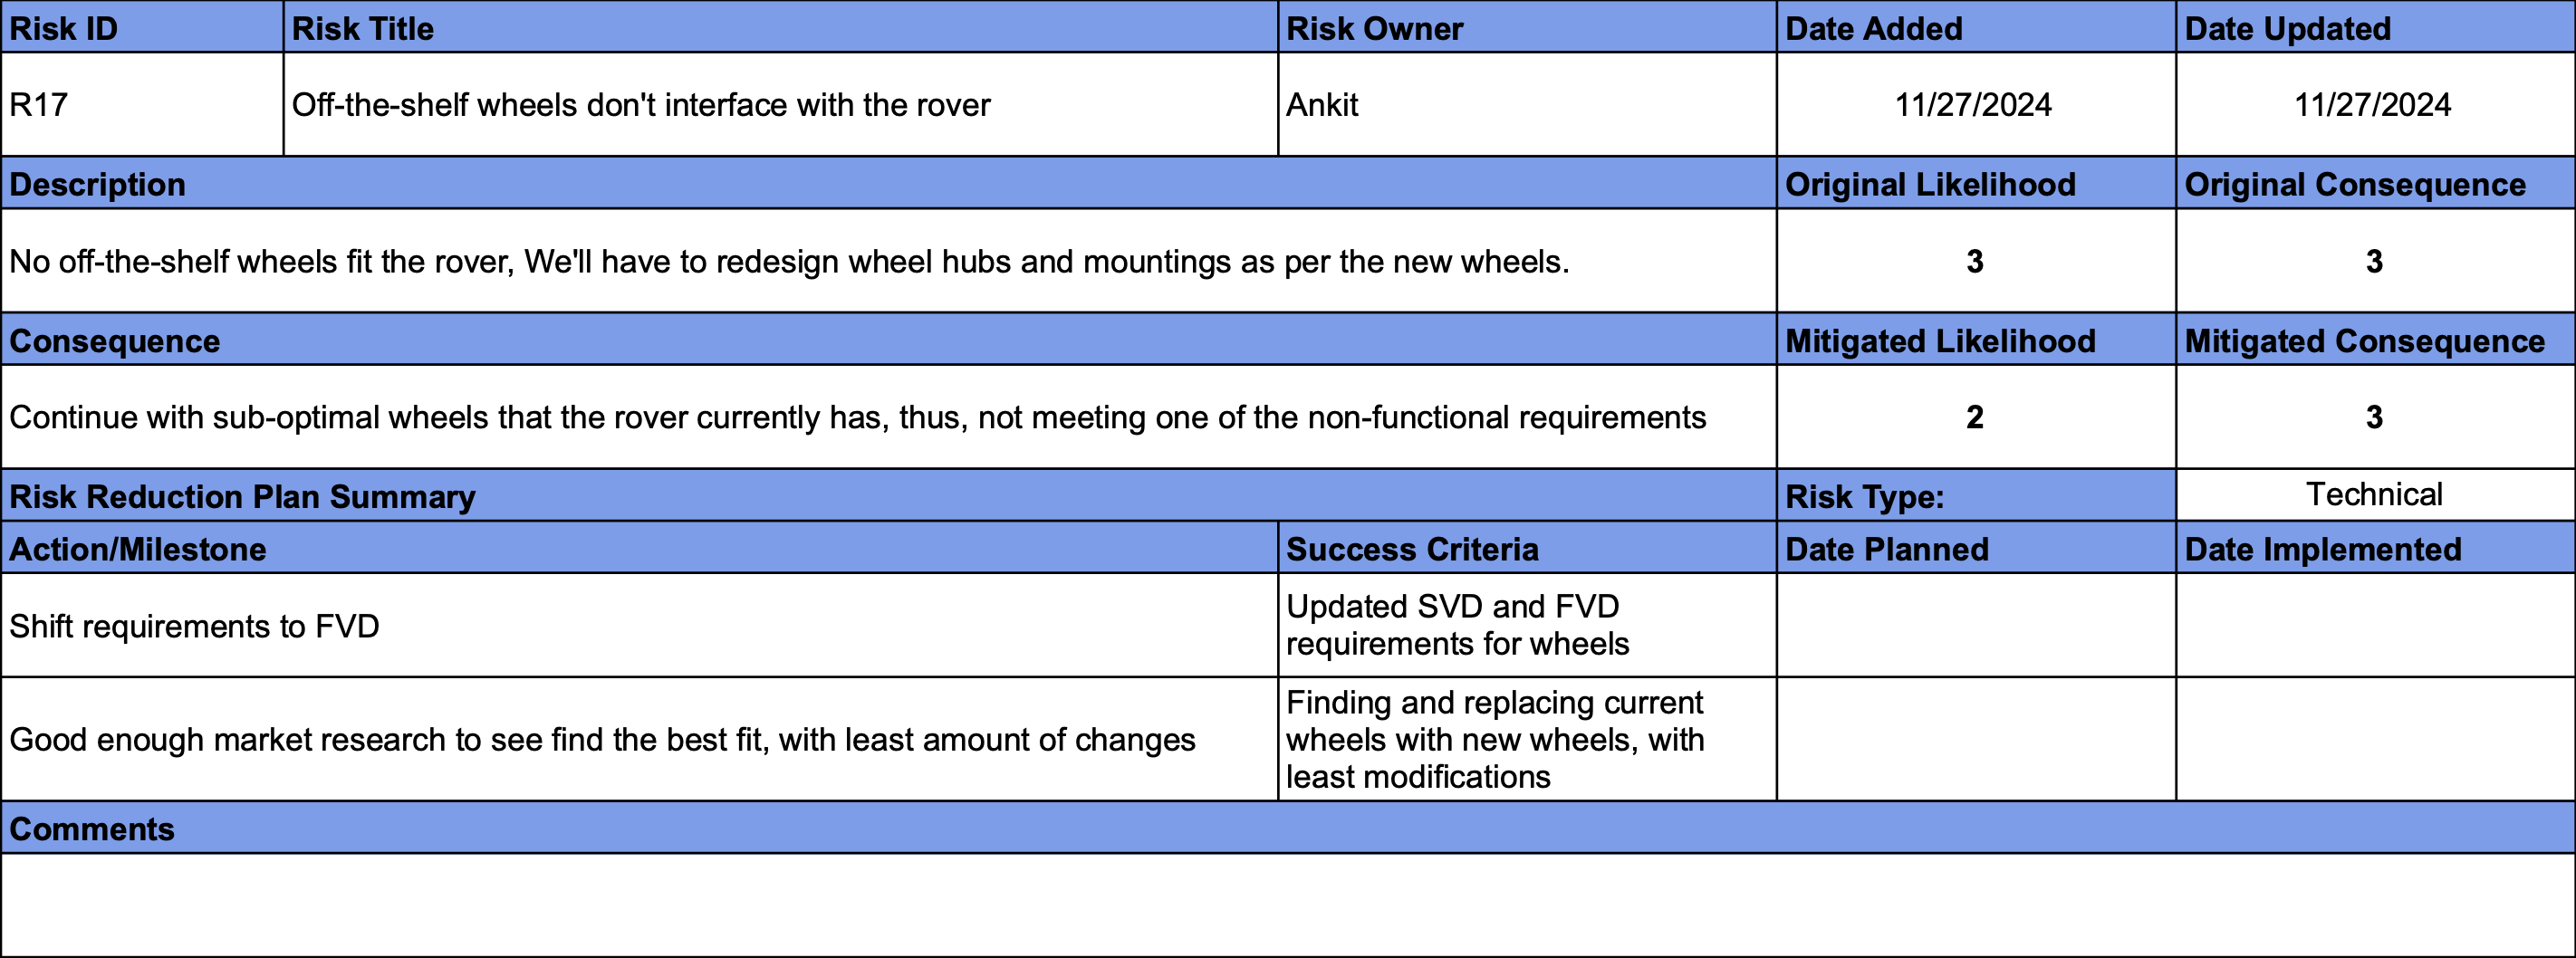 Risk ID Risk Title Risk Owner Date Added Date Updated
R17 Off-the-shelf wheels don't interface with the rover Ankit 11/27/2024 11/27/2024
Description Original Likelihood Original Consequence
No off-the-shelf wheels fit the rover, We'll have to redesign wheel hubs and mountings as per the new wheels. 3 3
Consequence Mitigated Likelihood Mitigated Consequence
Continue with sub-optimal wheels that the rover currently has, thus, not meeting one of the non-functional requirements 2 3
Risk Reduction Plan Summary Risk Type: Technical
Action/Milestone Success Criteria Date Planned Date Implemented
Shift requirements to FVD
Updated SVD and FVD
requirements for wheels
Good enough market research to see find the best fit, with least amount of changes
Finding and replacing current
wheels with new wheels, with
least modifications
Comments